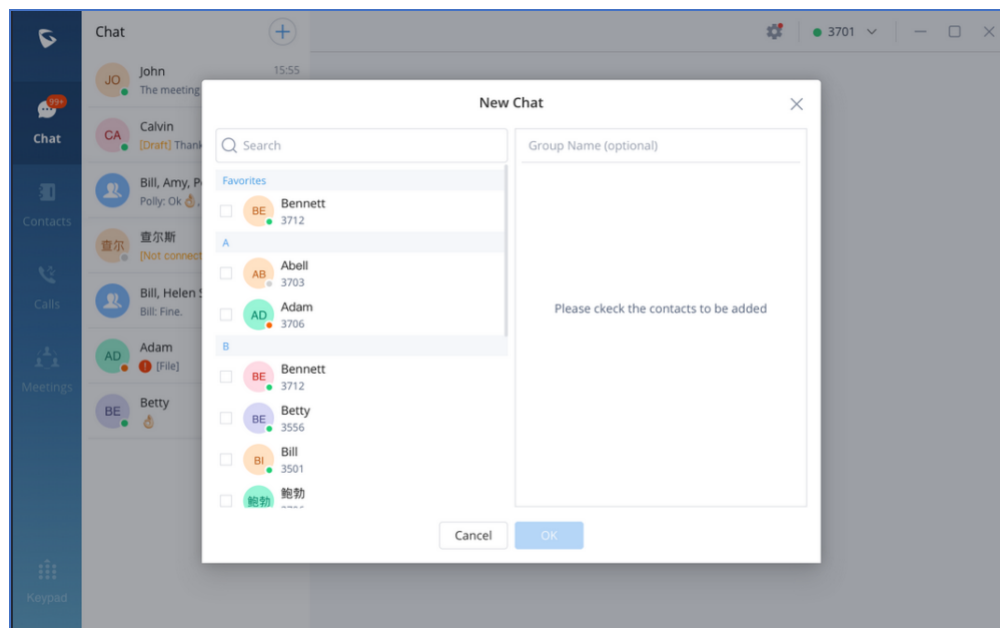 Chat
3701
99+
Chat
Contacts
Calls
Meetings
Keypad
JO
John
15:55
The meeting
CA
Calvin
[Draft] Thank
Bill, Amy, P
Polly: Ok 👌,
查尔
查尔斯
[Not connect
Bill, Helen
Bill: Fine.
AD
Adam
[File]
BE
Betty
👌
New Chat
Search
Group Name (optional)
Favorites
BE
Bennett
3712
A
AB
Abell
3703
AD
Adam
3706
B
BE
Bennett
3712
BE
Betty
3556
BI
Bill
3501
鲍勃
鲍勃
Please ckeck the contacts to be added
Cancel
OK